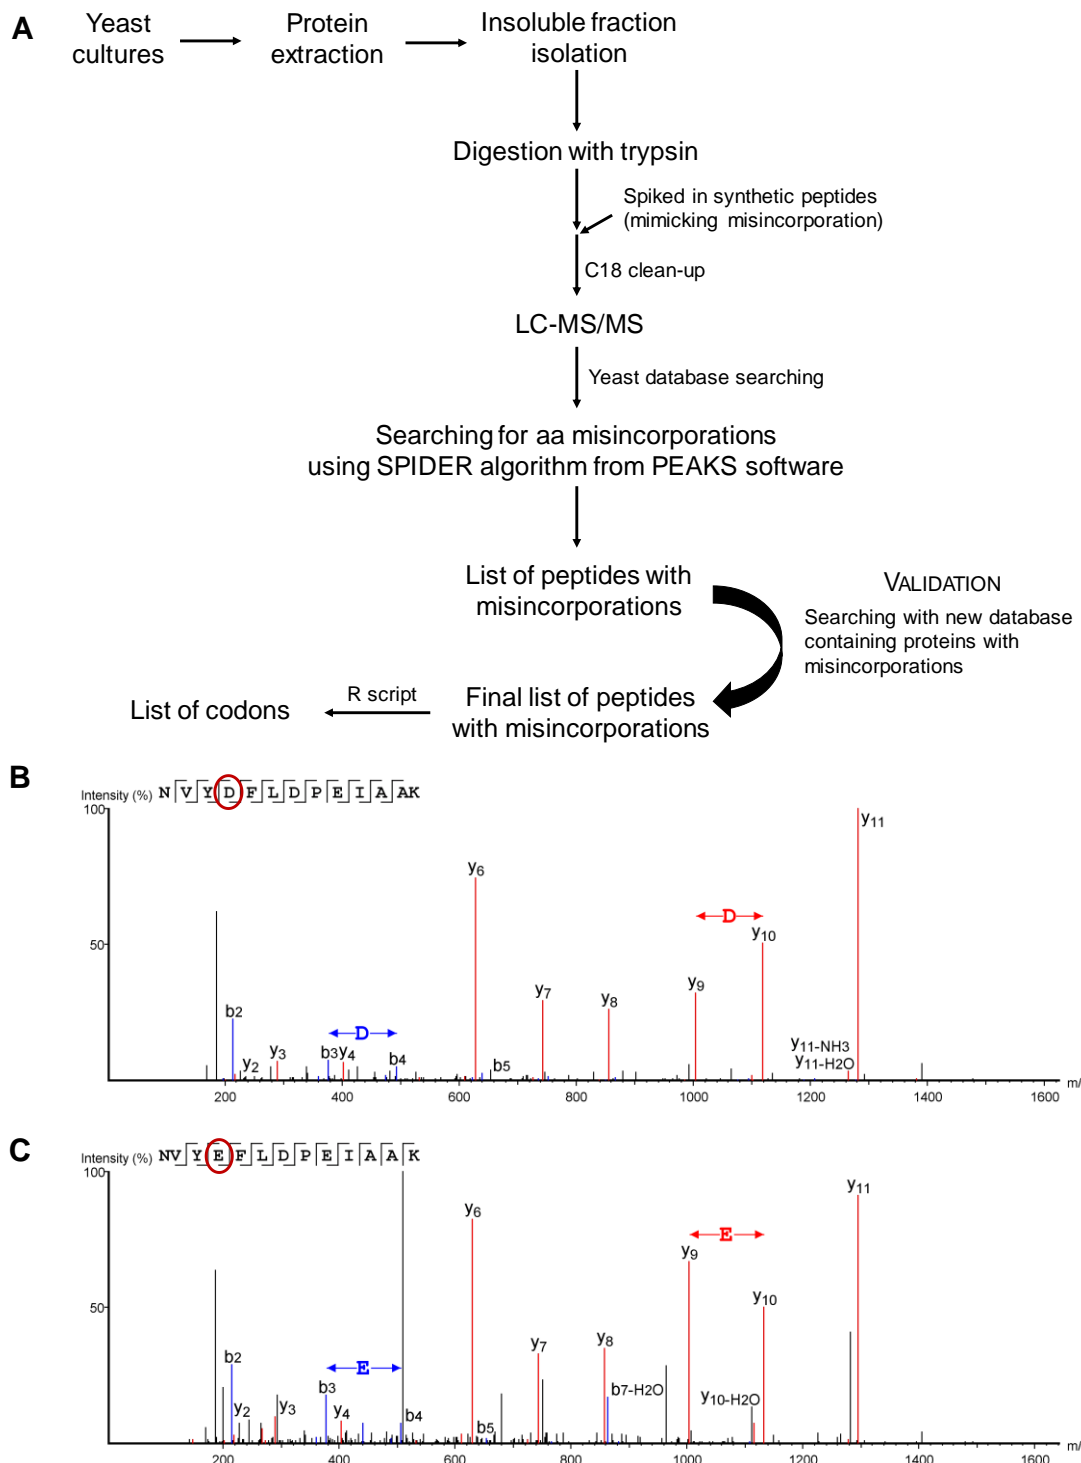 A
Yeast
cultures
Protein
extraction
Insoluble fraction
isolation
Digestion with trypsin
Spiked in synthetic peptides
(mimicking misincorporation)
C18 clean-up
LC-MS/MS
Yeast database searching
Searching for aa misincorporations
using SPIDER algorithm from PEAKS software
List of peptides with
misincorporations
VALIDATION
Searching with new database
containing proteins with
misincorporations
Final list of peptides
with misincorporations
R script
List of codons
B
Intensity (%)
N V Y D F L D P E I A AK
100
50
b2
y2
y3
D
b3
y4
b4
b5
y6
y7
y8
y9
D
y10
y11-NH3
y11-H2O
y11
200 400 600 800 1000 1200 1400 1600 m/
C
Intensity (%)
NV Y E F L D P E I A A K
100
50
b2
y2
y3
E
b3
y4
b4
b5
y6
y7
y8
b7-H2O
y9
E
y10
y10-H2O
y11
200 400 600 800 1000 1200 1400 1600 m/